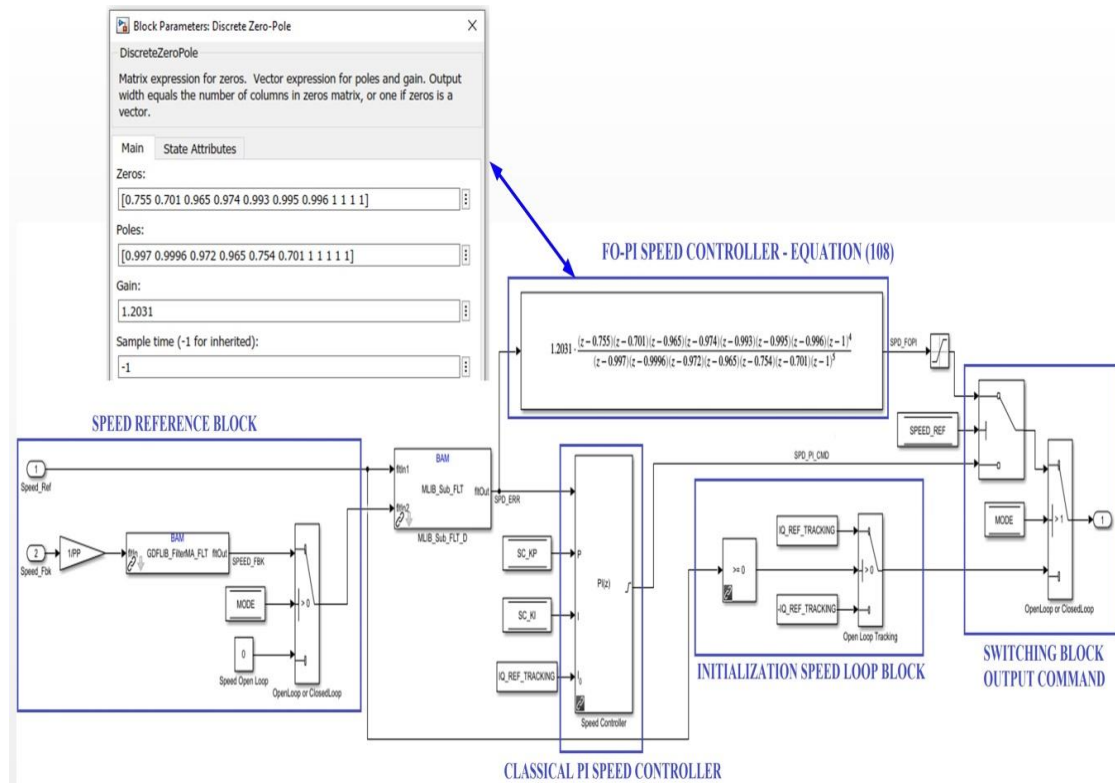 Block Parameters: Discrete Zero-Pole
DiscreteZeroPole
Matrix expression for zeros. Vector expression for poles and gain. Output
width equals the number of columns in zeros matrix, or one if zeros is a
vector.
Main State Attributes
Zeros:
[0.755 0.701 0.965 0.974 0.993 0.995 0.996 1 1 1 1]
Poles:
[0.997 0.9996 0.972 0.965 0.754 0.701 1 1 1 1 1]
Gain:
1.2031
Sample time (-1 for inherited):
-1
FO-PI SPEED CONTROLLER - EQUATION (108)
1.2031 · (z−0.755)(z−0.701)(z−0.965)(z−0.974)(z−0.993)(z−0.995)(z−0.996)(z−1)⁴
(z−0.997)(z−0.9996)(z−0.972)(z−0.965)(z−0.754)(z−0.701)(z−1)⁵
SPD_FOPI
SPEED REFERENCE BLOCK
1
Speed_Ref
2
Speed_Fbk
1/PP
BAM
fltIn GDFLIB_FilterMA_FLT fltOut
SPEED_FBK
MODE
> 0
0
Speed Open Loop
OpenLoop or ClosedLoop
BAM
fltIn1
MLIB_Sub_FLT fltOut
fltIn2
MLIB_Sub_FLT_D
SPD_ERR
SC_KP
SC_KI
IQ_REF_TRACKING
P
I
I₀
PI(z)
Speed Controller
CLASSICAL PI SPEED CONTROLLER
SPD_PI_CMD
>= 0
IQ_REF_TRACKING
> 0
-IQ_REF_TRACKING
Open Loop Tracking
INITIALIZATION SPEED LOOP BLOCK
SPEED_REF
MODE
> 1
1
OpenLoop or ClosedLoop
SWITCHING BLOCK
OUTPUT COMMAND